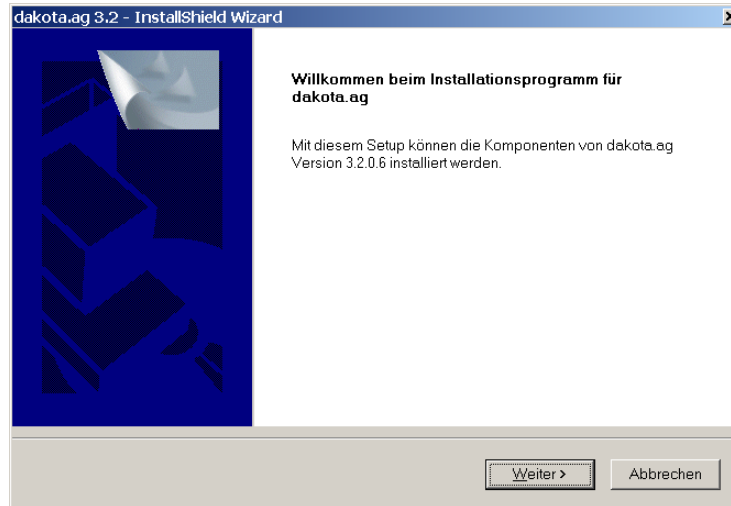 dakota.ag 3.2 - InstallShield Wizard
Willkommen beim Installationsprogramm für
dakota.ag
Mit diesem Setup können die Komponenten von dakota.ag
Version 3.2.0.6 installiert werden.
Weiter >
Abbrechen